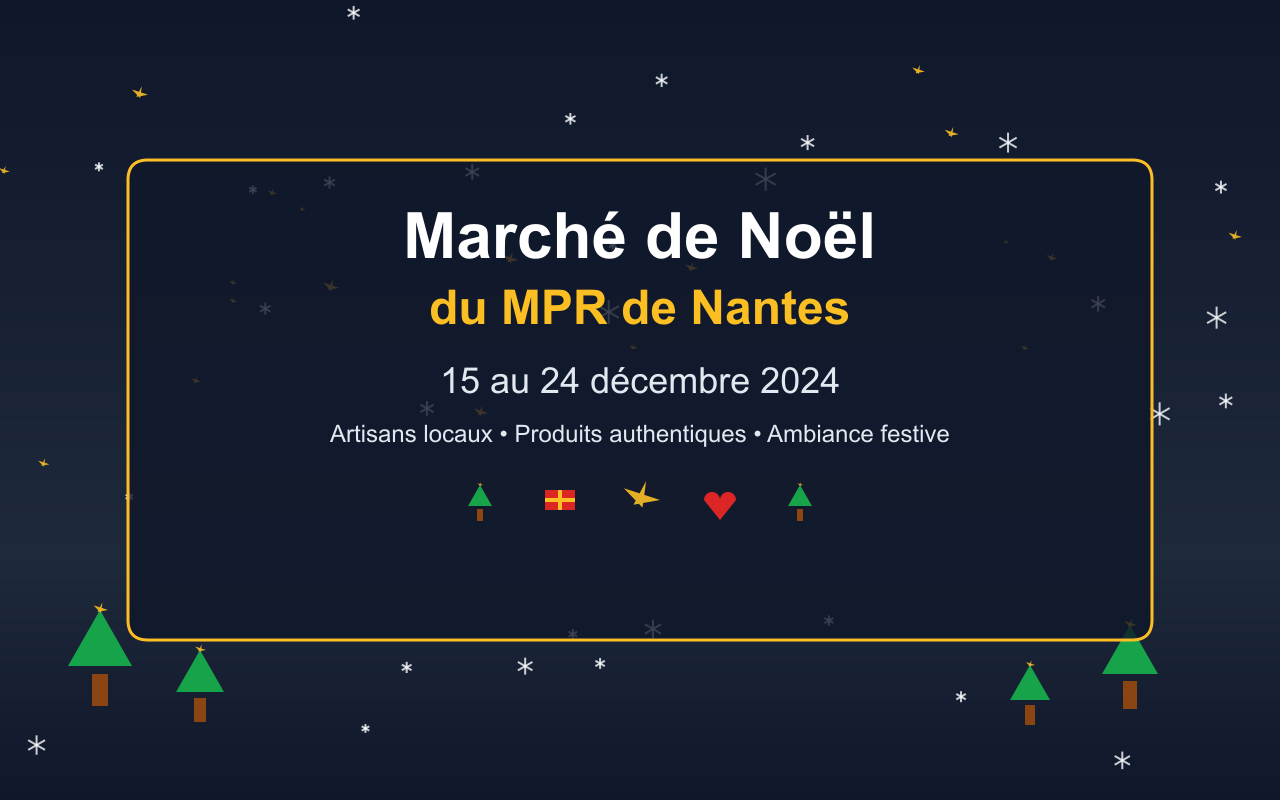 Marché de Noël
du MPR de Nantes
15 au 24 décembre 2024
Artisans locaux • Produits authentiques • Ambiance festive